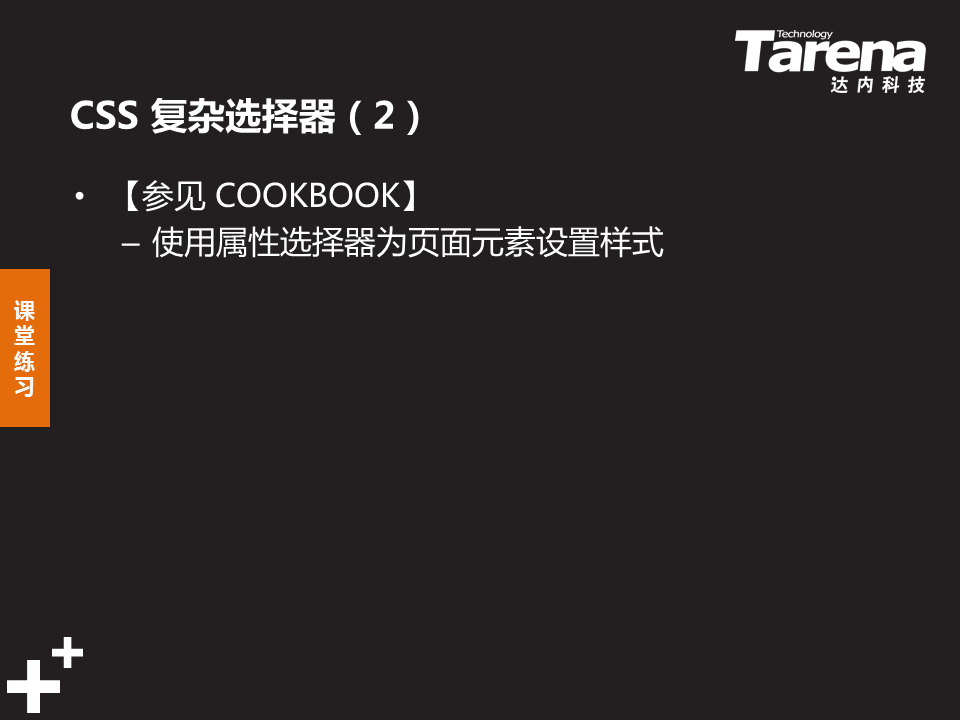 Technology
Tarena
达内科技
CSS 复杂选择器（2）
• 【参见 COOKBOOK】
– 使用属性选择器为页面元素设置样式
课
堂
练
习